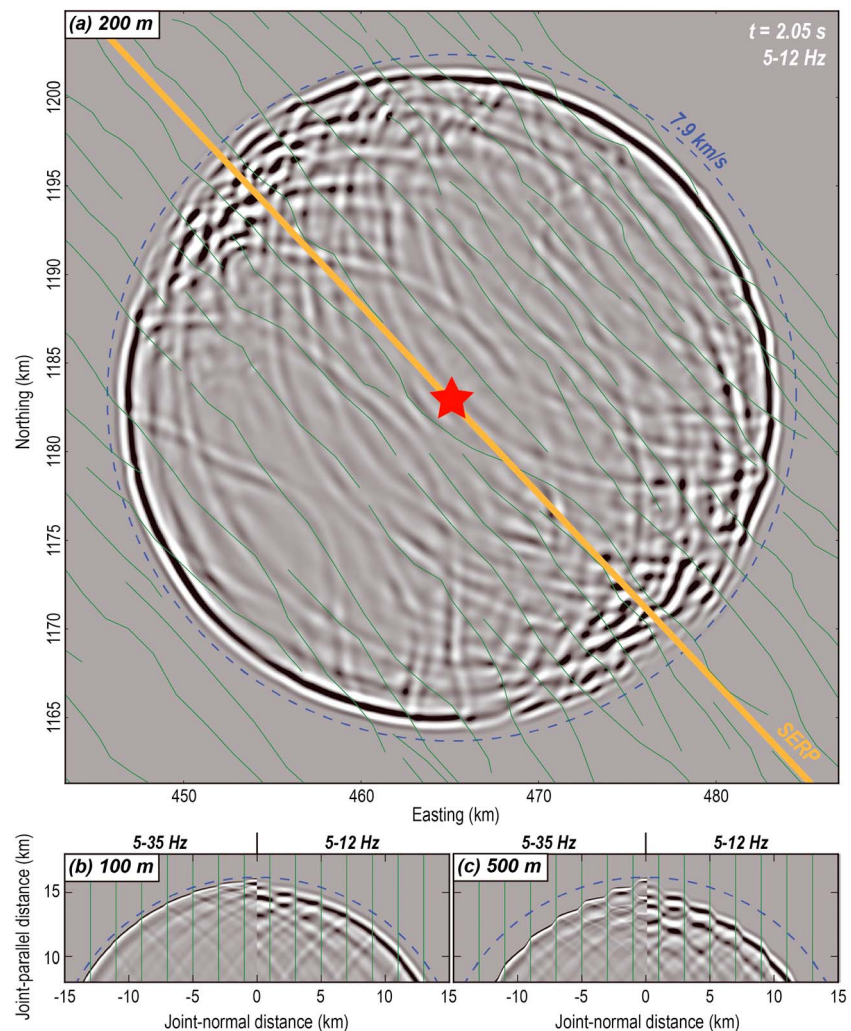 (a) 200 m
t = 2.05 s
5-12 Hz
7.9 km/s
1200
1195
1190
1185
1180
1175
1170
1165
Northing (km)
SERP
450 460 470 480
Easting (km)
5-35 Hz 5-12 Hz 5-35 Hz 5-12 Hz
(b) 100 m (c) 500 m
Joint-parallel distance (km)
15
10
-15 -10 -5 0 5 10 15 -10 -5 0 5 10 15
Joint-normal distance (km) Joint-normal distance (km)